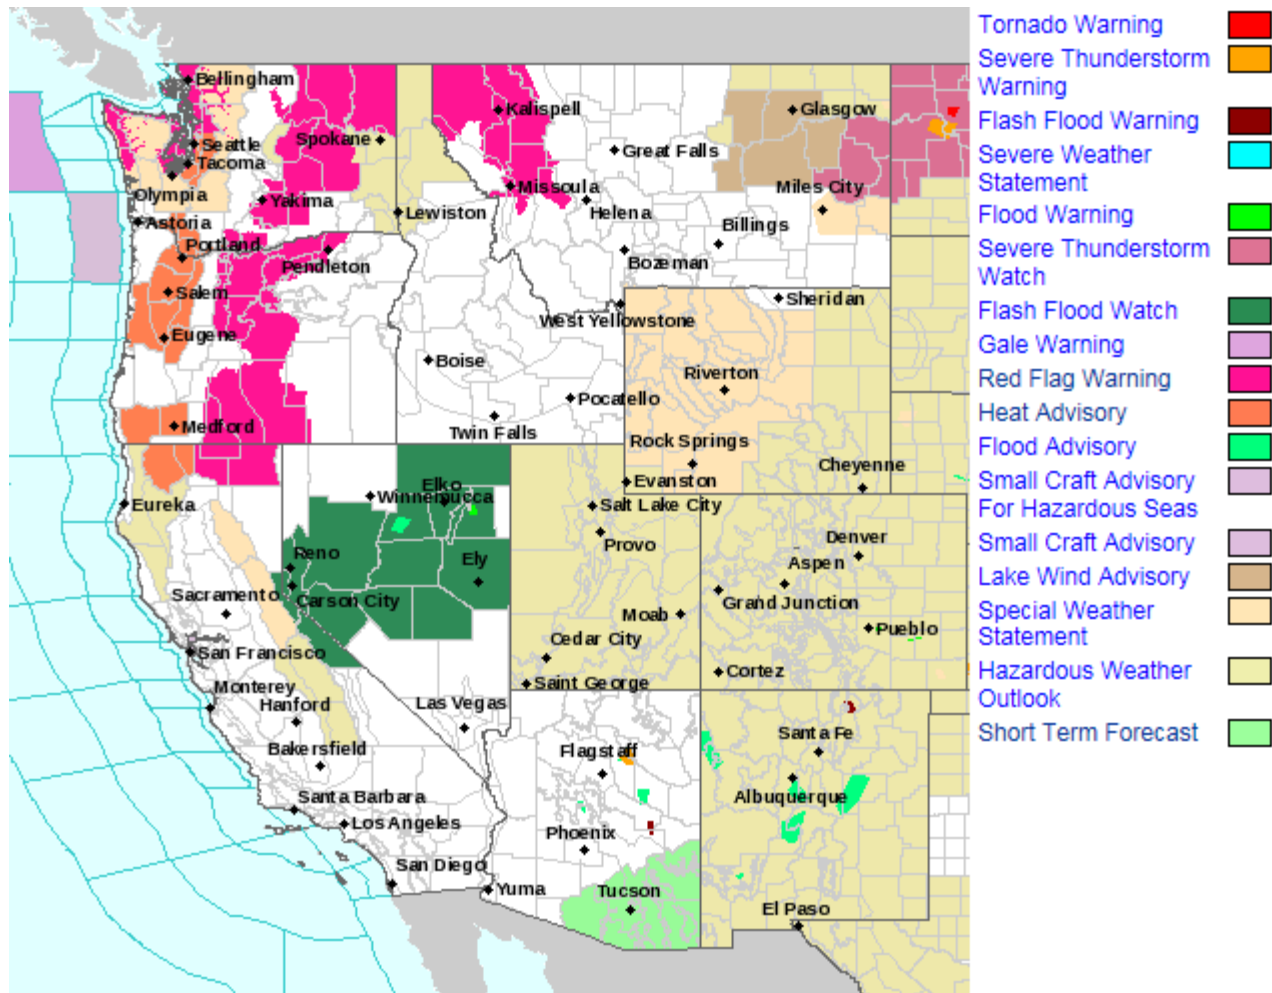 Tornado Warning
Severe Thunderstorm
Warning
Flash Flood Warning
Severe Weather
Statement
Flood Warning
Severe Thunderstorm
Watch
Flash Flood Watch
Gale Warning
Red Flag Warning
Heat Advisory
Flood Advisory
Small Craft Advisory
For Hazardous Seas
Small Craft Advisory
Lake Wind Advisory
Special Weather
Statement
Hazardous Weather
Outlook
Short Term Forecast
Bellingham
Kalispell
Glasgow
Spokane
Seattle
Great Falls
Tacoma
Missoula
Miles City
Olympia
Yakima
Lewiston
Helena
Astoria
Billings
Portland
Pendleton
Bozeman
Salem
Sheridan
West Yellowstone
Eugene
Boise
Riverton
Pocatello
Medford
Twin Falls
Rock Springs
Cheyenne
Elko
Evanston
Winnemucca
Eureka
Salt Lake City
Denver
Reno
Provo
Ely
Aspen
Sacramento
Carson City
Grand Junction
Moab
Pueblo
Cedar City
San Francisco
Cortez
Saint George
Monterey
Hanford
Las Vegas
Santa Fe
Bakersfield
Flagstaff
Santa Barbara
Albuquerque
Los Angeles
Phoenix
San Diego
Yuma
Tucson
El Paso